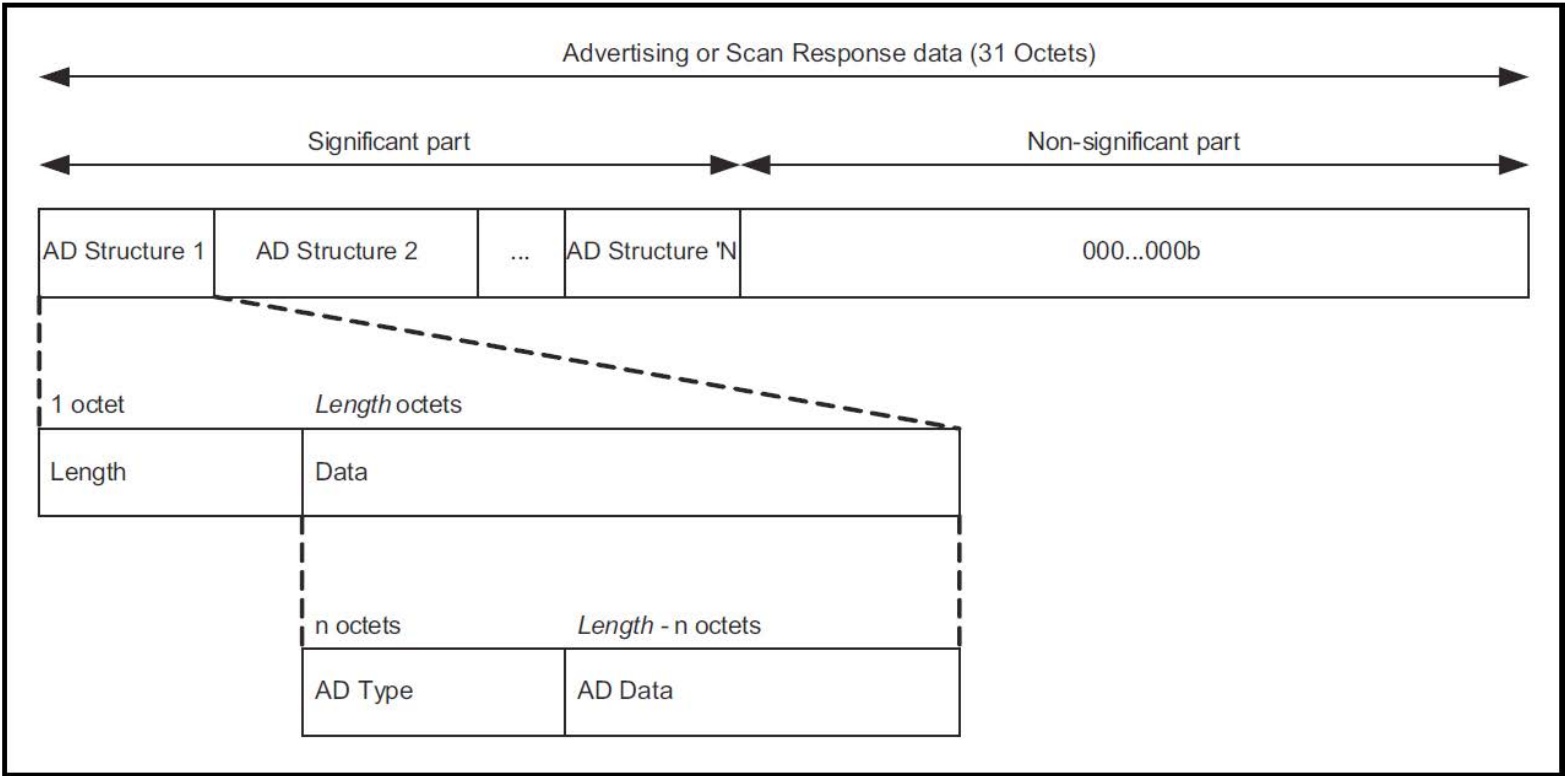 Advertising or Scan Response data (31 Octets)
Significant part
Non-significant part
AD Structure 1
AD Structure 2
...
AD Structure 'N
000...000b
1 octet
Length octets
Length
Data
n octets
Length - n octets
AD Type
AD Data